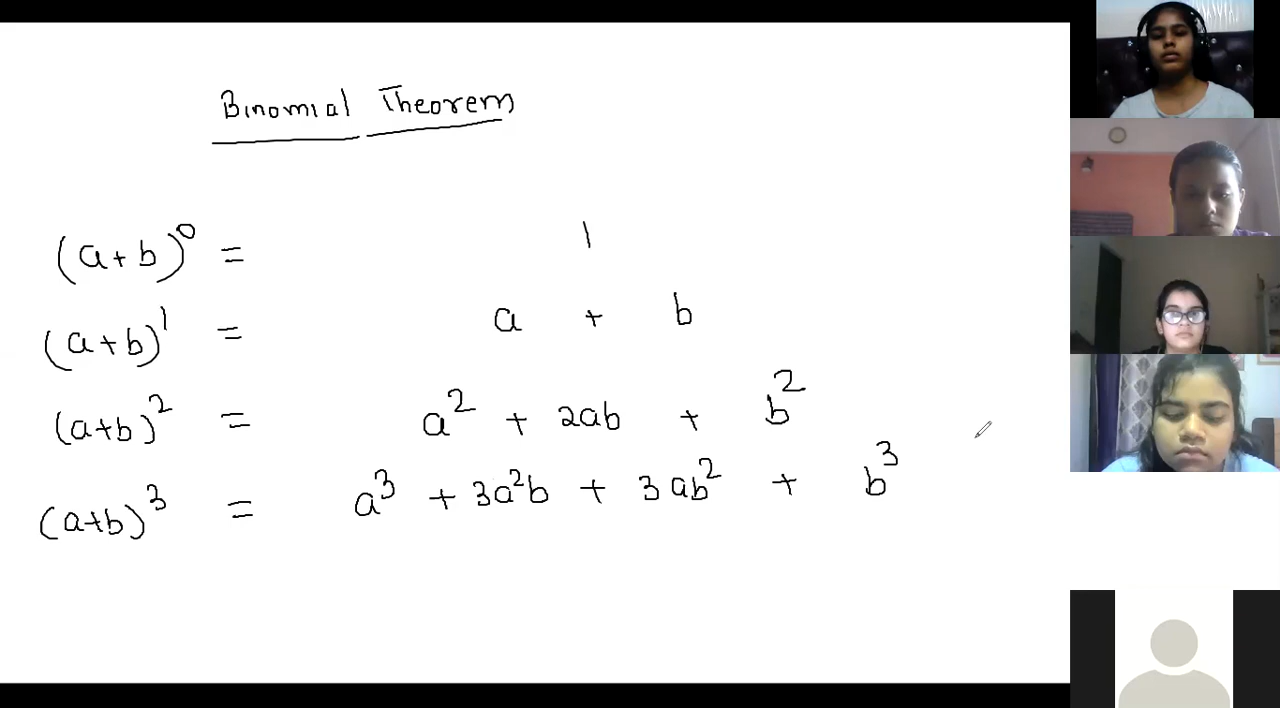 Binomial Theorem
(a+b)^0 = 1
(a+b)^1 = a + b
(a+b)^2 = a^2 + 2ab + b^2
(a+b)^3 = a^3 + 3a^2b + 3ab^2 + b^3